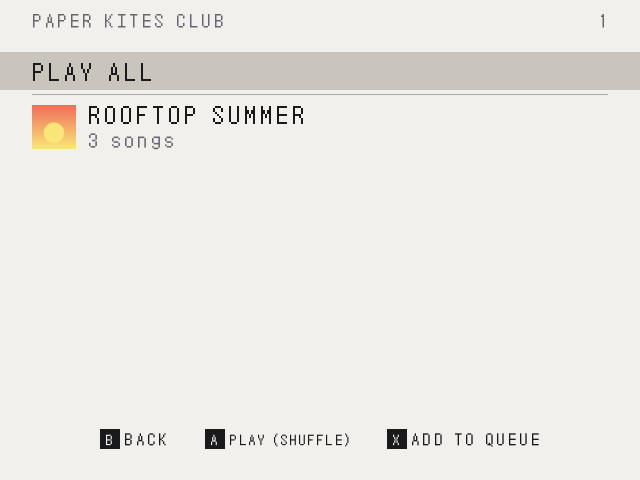 PAPER KITES CLUB 1
PLAY ALL
ROOFTOP SUMMER
3 songs
B BACK A PLAY (SHUFFLE) X ADD TO QUEUE